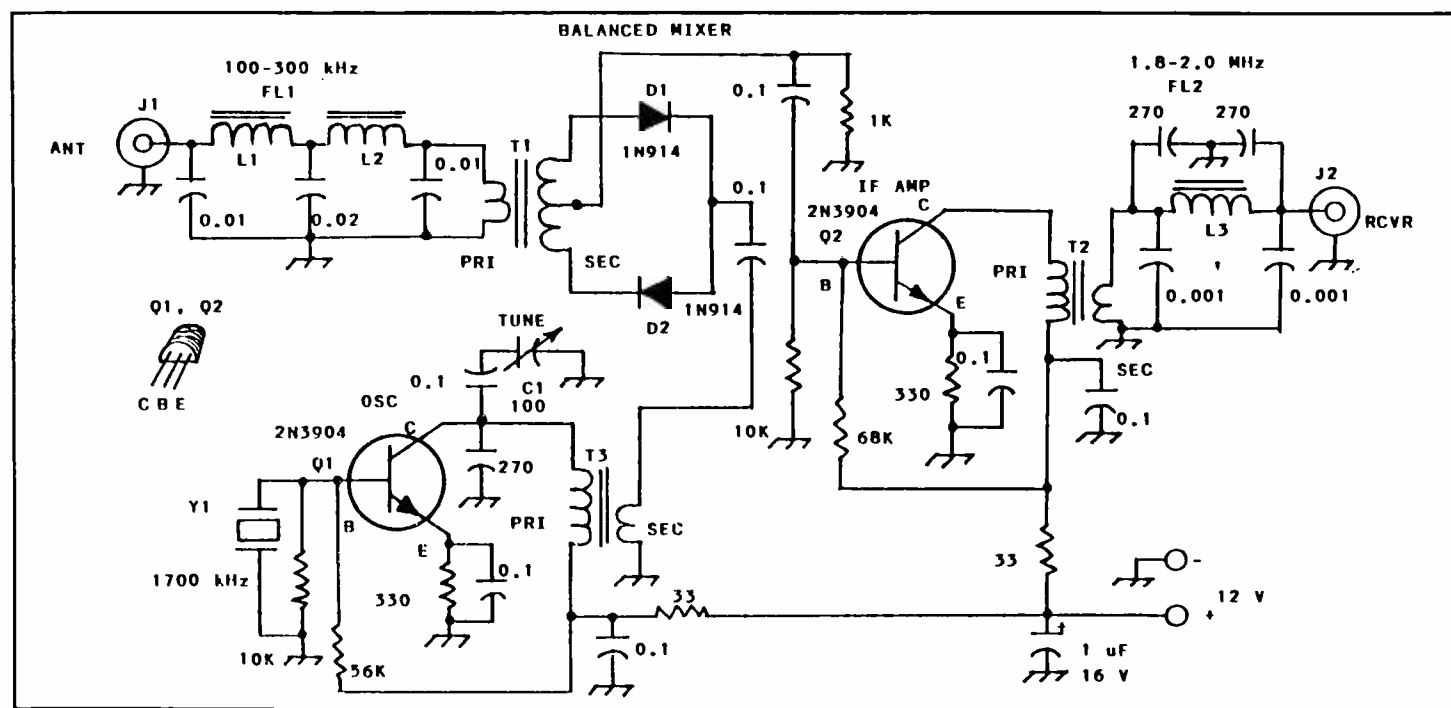 BALANCED MIXER
100-300 kHz
FL1
J1
ANT
L1
L2
0.01
0.02
0.01
T1
PRI
SEC
D1
1N914
D2
1N914
0.1
0.1
1K
IF AMP
2N3904
Q2
C
B
E
10K
68K
330
0.1
PRI
T2
SEC
0.1
1.8-2.0 MHz
FL2
270
270
L3
0.001
0.001
J2
RCVR
Q1, Q2
C B E
TUNE
0.1
C1
100
OSC
2N3904
Q1
C
B
E
270
T3
PRI
SEC
Y1
1700 kHz
10K
56K
330
0.1
0.1
33
33
-
+
12 V
1 uF
16 V